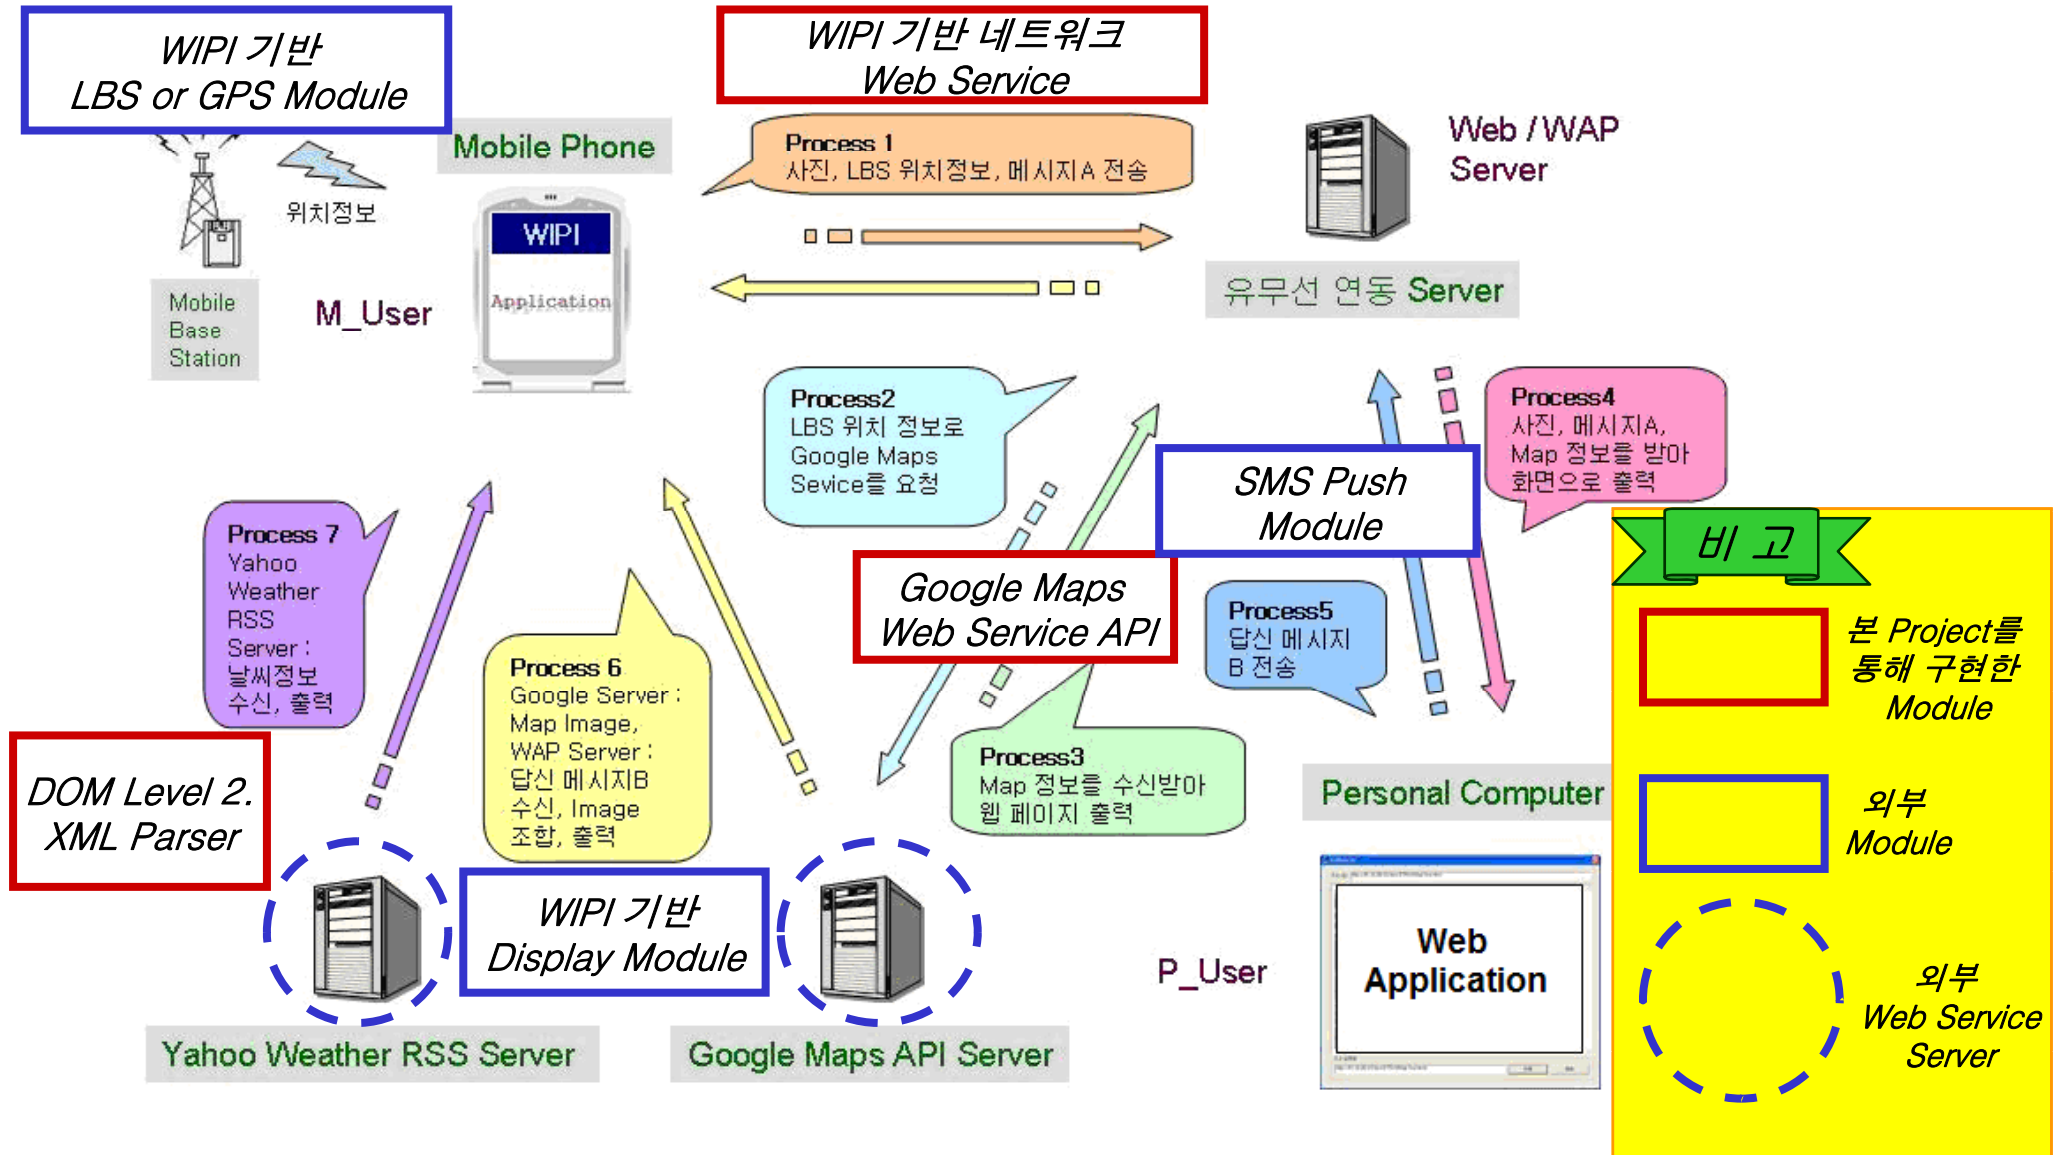 WIPI 기반
LBS or GPS Module
WIPI 기반 네트워크
Web Service
Mobile Phone
Process 1
사진, LBS 위치정보, 메시지A 전송
Web / WAP
Server
위치정보
WIPI
Application
Mobile
Base
Station
M_User
유무선 연동 Server
Process2
LBS 위치 정보로
Google Maps
Sevice를 요청
Process4
사진, 메시지A,
Map 정보를 받아
화면으로 출력
SMS Push
Module
Process 7
Yahoo
Weather
RSS
Server :
날씨정보
수신, 출력
Process 6
Google Server :
Map Image,
WAP Server :
답신 메시지B
수신, Image
조합, 출력
Google Maps
Web Service API
Process5
답신 메시지
B 전송
Process3
Map 정보를 수신받아
웹 페이지 출력
비 고
본 Project를
통해 구현한
Module
외부
Module
외부
Web Service
Server
DOM Level 2.
XML Parser
WIPI 기반
Display Module
Personal Computer
P_User
Web
Application
Yahoo Weather RSS Server
Google Maps API Server